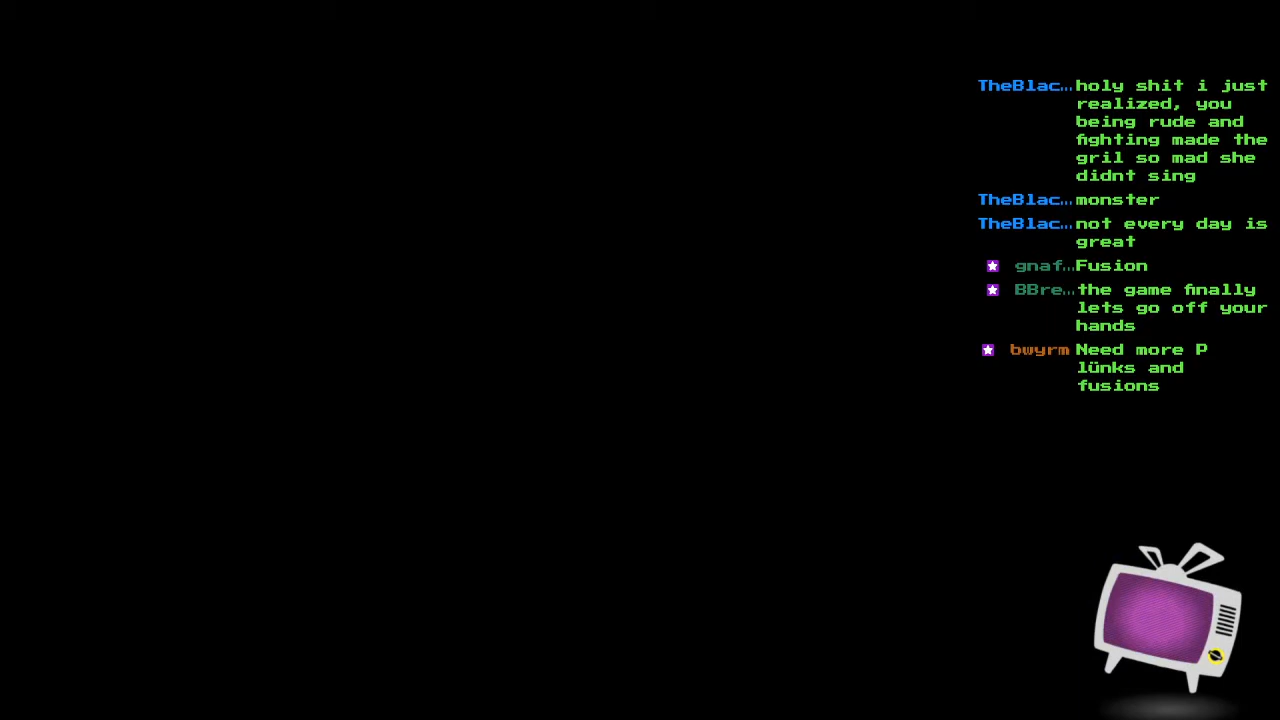 TheBlac… holy shit i just
realized, you
being rude and
fighting made the
gril so mad she
didnt sing
TheBlac… monster
TheBlac… not every day is
great
gnaf… Fusion
BBre… the game finally
lets go off your
hands
bwyrm Need more P
lünks and
fusions